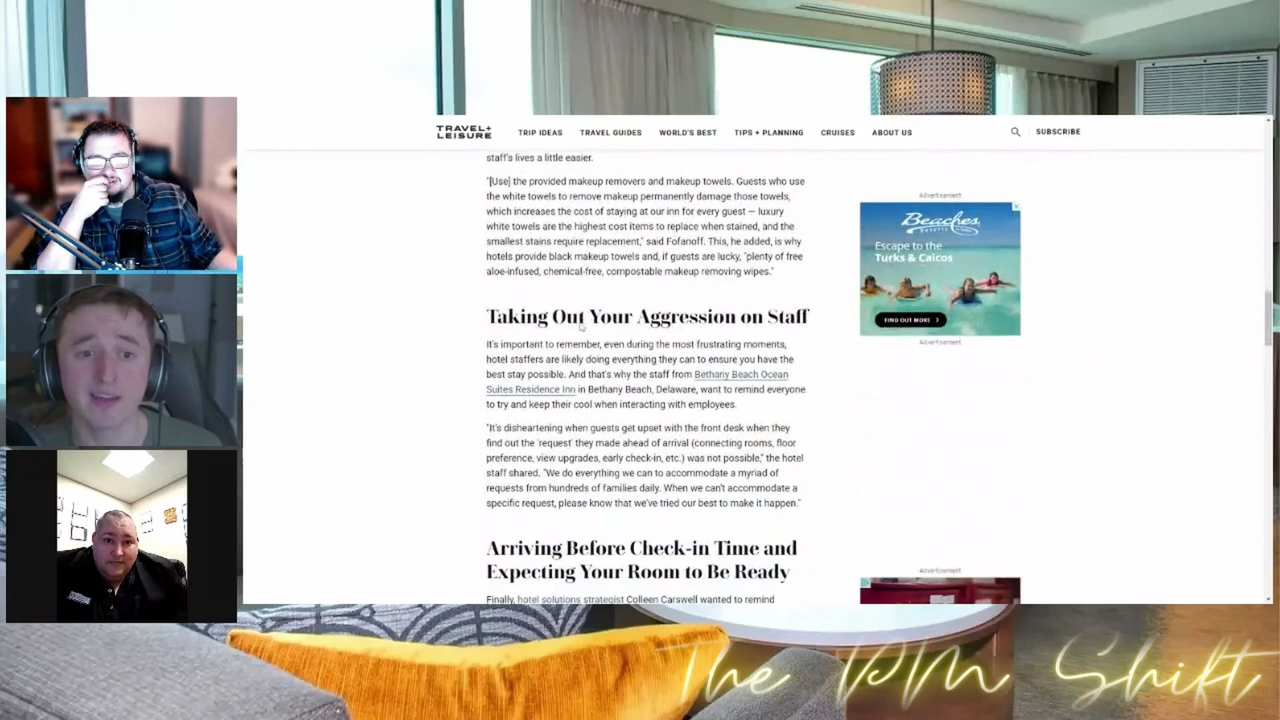 TRAVEL+
LEISURE
TRIP IDEAS TRAVEL GUIDES WORLD'S BEST TIPS + PLANNING CRUISES ABOUT US SUBSCRIBE
staff's lives a little easier.
"[Use] the provided makeup removers and makeup towels. Guests who use
the white towels to remove makeup permanently damage those towels,
which increases the cost of staying at our inn for every guest — luxury
white towels are the highest cost items to replace when stained, and the
smallest stains require replacement," said Fofanoff. This, he added, is why
hotels provide black makeup towels and, if guests are lucky, "plenty of free
aloe-infused, chemical-free, compostable makeup removing wipes."
Taking Out Your Aggression on Staff
It's important to remember, even during the most frustrating moments,
hotel staffers are likely doing everything they can to ensure you have the
best stay possible. And that's why the staff from Bethany Beach Ocean
Suites Residence Inn in Bethany Beach, Delaware, want to remind everyone
to try and keep their cool when interacting with employees.
"It's disheartening when guests get upset with the front desk when they
find out the 'request' they made ahead of arrival (connecting rooms, floor
preference, view upgrades, early check-in, etc.) was not possible," the hotel
staff shared. "We do everything we can to accommodate a myriad of
requests from hundreds of families daily. When we can't accommodate a
specific request, please know that we've tried our best to make it happen."
Arriving Before Check-in Time and
Expecting Your Room to Be Ready
Finally, hotel solutions strategist Colleen Carswell wanted to remind
Advertisement
Beaches
Escape to the
Turks & Caicos
FIND OUT MORE >
Advertisement
Advertisement
The PM Shift